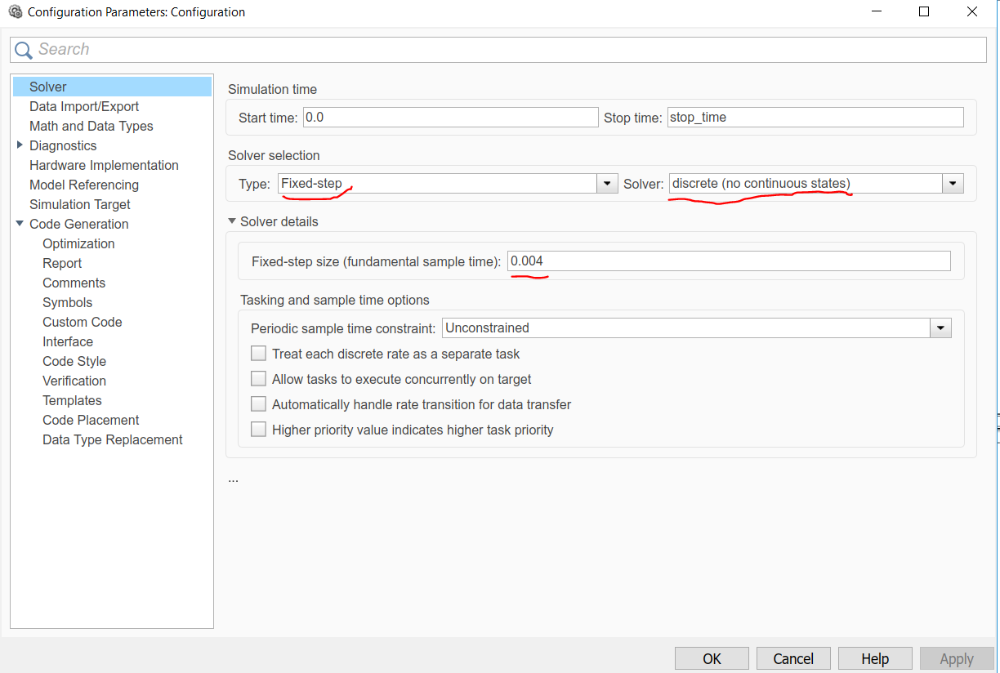 Configuration Parameters: Configuration
Search
Solver
Data Import/Export
Math and Data Types
Diagnostics
Hardware Implementation
Model Referencing
Simulation Target
Code Generation
Optimization
Report
Comments
Symbols
Custom Code
Interface
Code Style
Verification
Templates
Code Placement
Data Type Replacement
Simulation time
Start time: 0.0 Stop time: stop_time
Solver selection
Type: Fixed-step Solver: discrete (no continuous states)
Solver details
Fixed-step size (fundamental sample time): 0.004
Tasking and sample time options
Periodic sample time constraint: Unconstrained
Treat each discrete rate as a separate task
Allow tasks to execute concurrently on target
Automatically handle rate transition for data transfer
Higher priority value indicates higher task priority
...
OK Cancel Help Apply